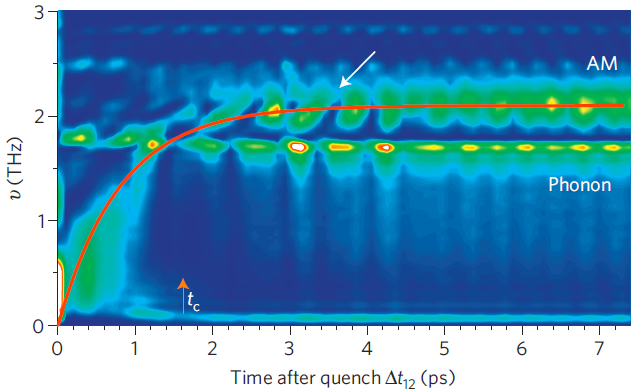 3
2
1
0
ν (THz)
AM
Phonon
t_c
0 1 2 3 4 5 6 7
Time after quench Δt₁₂ (ps)